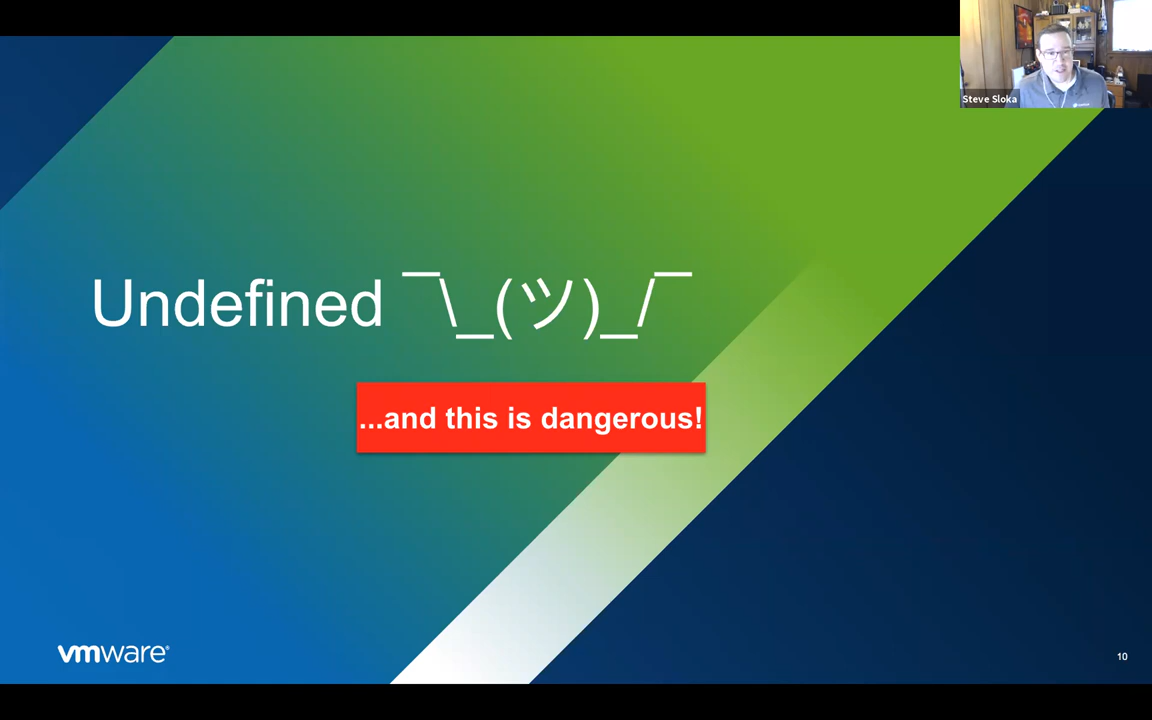 Steve Sloka
Undefined ¯\_(ツ)_/¯
...and this is dangerous!
vmware®
10